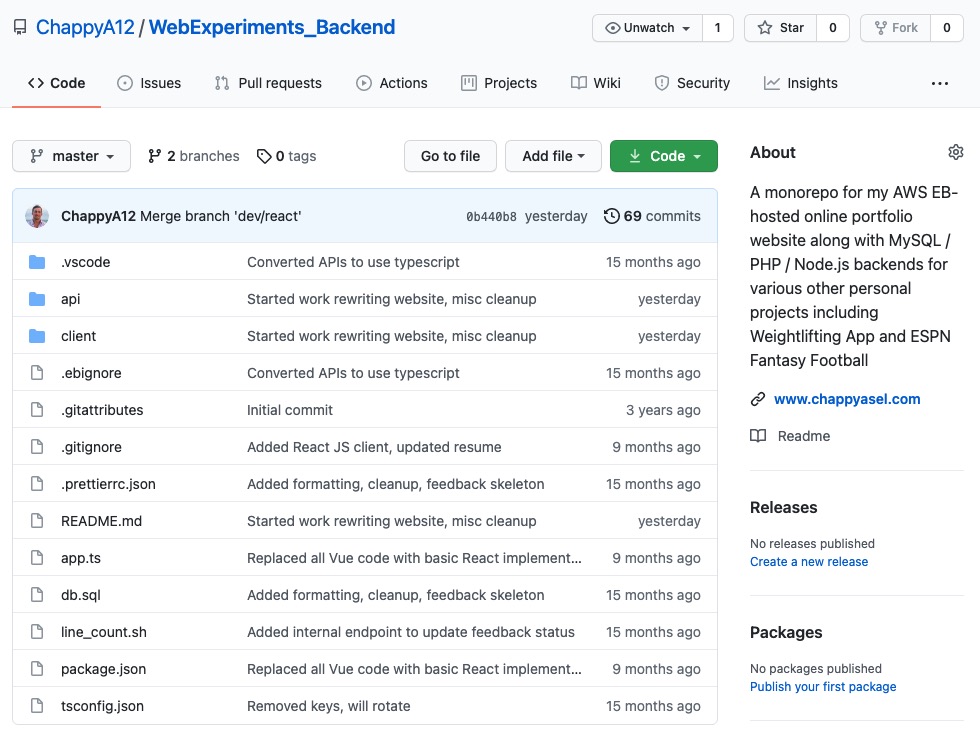 ChappyA12 / WebExperiments_Backend
Unwatch 1 Star 0 Fork 0
Code Issues Pull requests Actions Projects Wiki Security Insights ...
master 2 branches 0 tags Go to file Add file Code
ChappyA12 Merge branch 'dev/react' 0b440b8 yesterday 69 commits
.vscode Converted APIs to use typescript 15 months ago
api Started work rewriting website, misc cleanup yesterday
client Started work rewriting website, misc cleanup yesterday
.ebignore Converted APIs to use typescript 15 months ago
.gitattributes Initial commit 3 years ago
.gitignore Added React JS client, updated resume 9 months ago
.prettierrc.json Added formatting, cleanup, feedback skeleton 15 months ago
README.md Started work rewriting website, misc cleanup yesterday
app.ts Replaced all Vue code with basic React implement... 9 months ago
db.sql Added formatting, cleanup, feedback skeleton 15 months ago
line_count.sh Added internal endpoint to update feedback status 15 months ago
package.json Replaced all Vue code with basic React implement... 9 months ago
tsconfig.json Removed keys, will rotate 15 months ago
About
A monorepo for my AWS EB-
hosted online portfolio
website along with MySQL /
PHP / Node.js backends for
various other personal
projects including
Weightlifting App and ESPN
Fantasy Football
www.chappyasel.com
Readme
Releases
No releases published
Create a new release
Packages
No packages published
Publish your first package